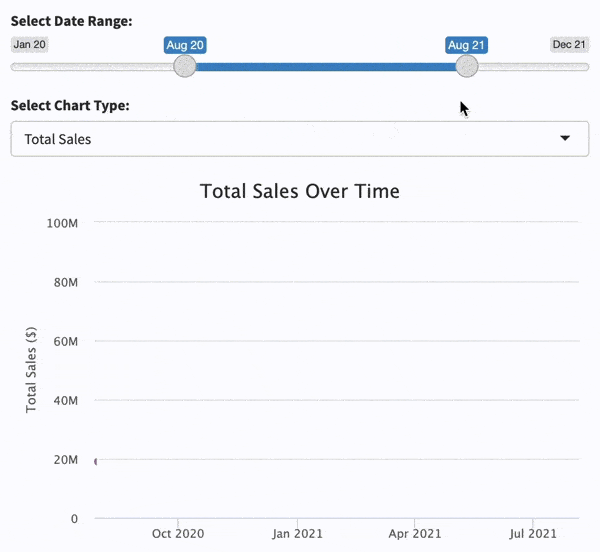 Select Date Range:
Jan 20 Aug 20 Aug 21 Dec 21
Select Chart Type:
Total Sales
Total Sales Over Time
100M
80M
60M
40M
20M
0
Total Sales ($)
Oct 2020 Jan 2021 Apr 2021 Jul 2021